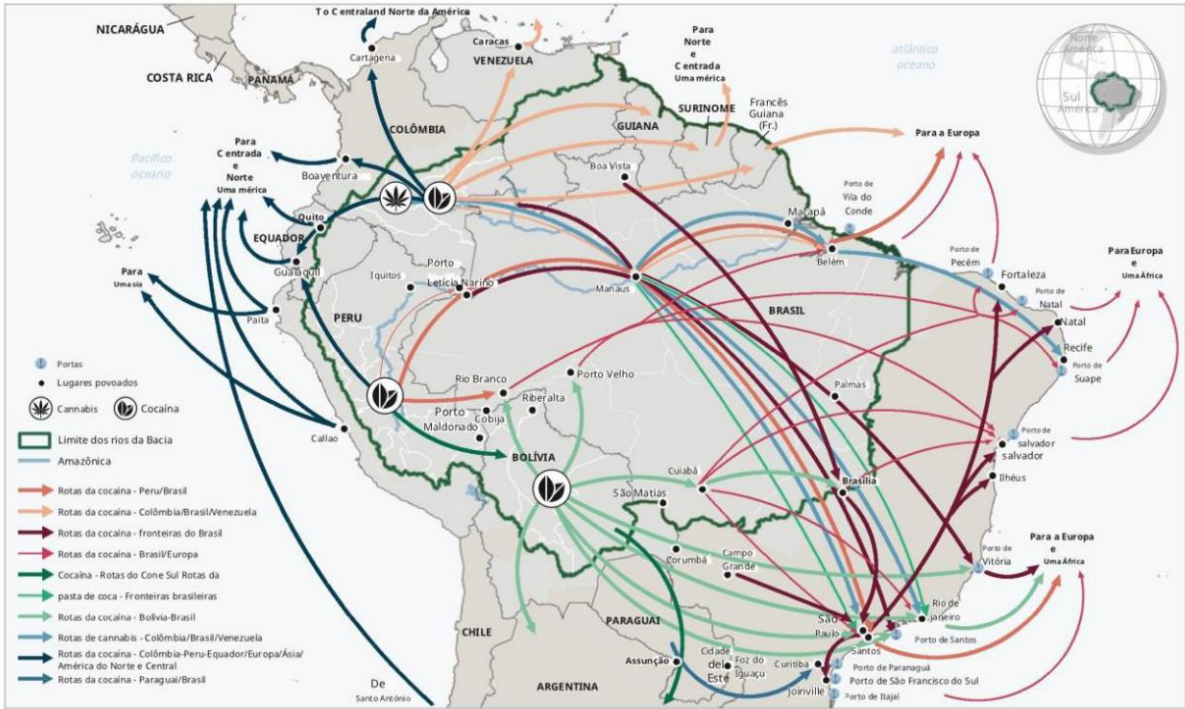 To Centraland Norte da América
NICARÁGUA
COSTA RICA
PANAMÁ
Cartagena
Caracas
VENEZUELA
Para
Norte
e
Centrada
Uma mérica
atlântico
oceano
Norte
América
Sul
América
COLÔMBIA
GUIANA
SURINOME
Francês
Guiana
(Fr.)
Para a Europa
Pacífico
oceano
Para
Centrada
e
Norte
Uma mérica
Boaventura
Boa Vista
Porto de
Vila do
Conde
Quito
EQUADOR
Guaiaquil
Macapá
Belém
Porto de
Pecém
Fortaleza
Para Europa
e
Uma África
Para
Uma sia
Iquitos
Porto
Letícia Narino
Manaus
BRASIL
Porto de
Natal
Natal
Paita
PERU
Recife
Porto de
Suape
Portas
Lugares povoados
Cannabis
Cocaína
Rio Branco
Porto Velho
Palmas
Riberalta
Porto
Maldonado
Cobija
Callao
Porto de
salvador
salvador
Limite dos rios da Bacia
Amazônica
BOLÍVIA
Cuiabá
São Matias
Brasília
Ilhéus
Rotas da cocaína - Peru/Brasil
Rotas da cocaína - Colômbia/Brasil/Venezuela
Rotas da cocaína - fronteiras do Brasil
Rotas da cocaína - Brasil/Europa
Cocaína - Rotas do Cone Sul Rotas da
pasta de coca - Fronteiras brasileiras
Rotas da cocaína - Bolívia-Brasil
Rotas de cannabis - Colômbia/Brasil/Venezuela
Rotas da cocaína - Colômbia-Peru-Equador/Europa/Ásia/
América do Norte e Central
Rotas da cocaína - Paraguai/Brasil
Corumbá
Campo
Grande
Porto de
Vitória
Para a Europa
e
Uma África
CHILE
PARAGUAI
São
Paulo
Santos
Rio de
Janeiro
Porto de Santos
Assunção
Cidade
del
Este
Foz do
Iguaçu
Curitiba
Joinville
Porto de Paranaguá
Porto de São Francisco do Sul
Porto de Itajaí
ARGENTINA
De
Santo António